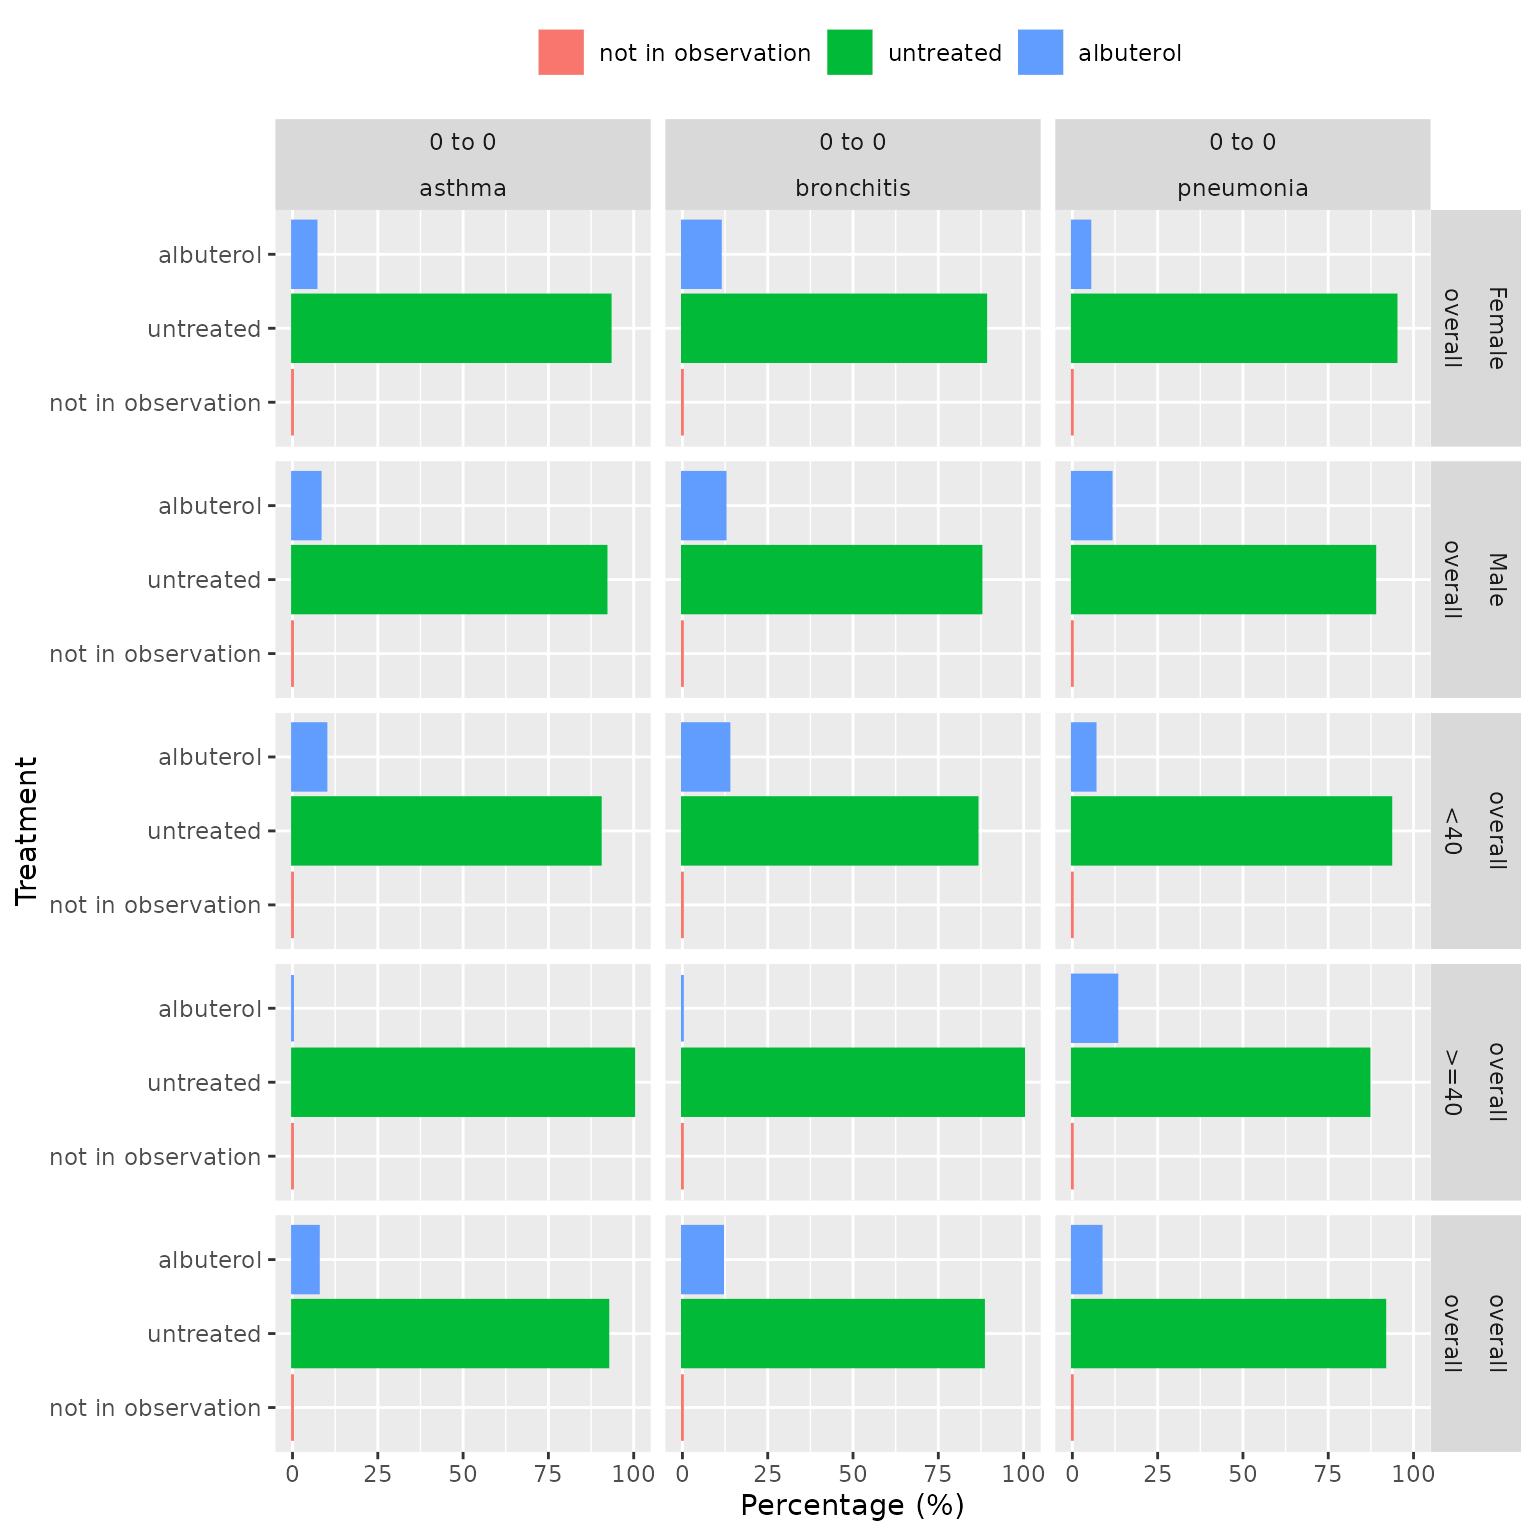 not in observation untreated albuterol
0 to 0 0 to 0 0 to 0
asthma bronchitis pneumonia
albuterol
untreated
not in observation
Female
overall
albuterol
untreated
not in observation
Male
overall
Treatment
albuterol
untreated
not in observation
overall
<40
albuterol
untreated
not in observation
overall
>=40
albuterol
untreated
not in observation
overall
overall
0 25 50 75 100 0 25 50 75 100 0 25 50 75 100
Percentage (%)